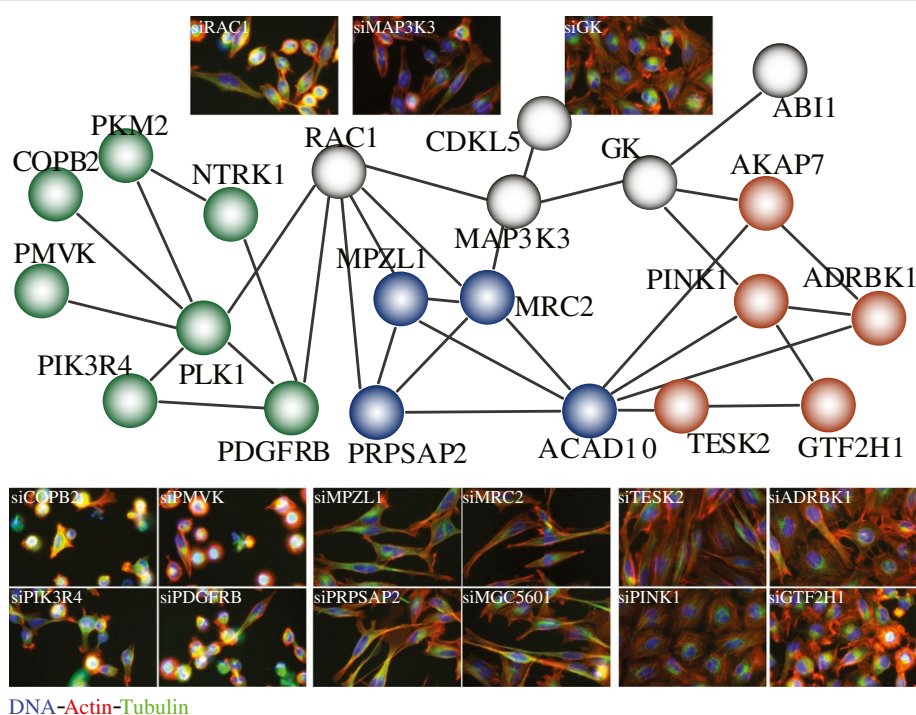 siRAC1 siMAP3K3 siGK
ABI1
PKM2 RAC1 CDKL5 GK
COPB2 NTRK1 AKAP7
PMVK MPZL1 MAP3K3 PINK1 ADRBK1
MRC2
PIK3R4 PLK1
PDGFRB PRPSAP2 ACAD10 TESK2 GTF2H1
siCOPB2 siPMVK siMPZL1 siMRC2 siTESK2 siADRBK1
siPIK3R4 siPDGFRB siPRPSAP2 siMGC5601 siPINK1 siGTF2H1
DNA-Actin-Tubulin